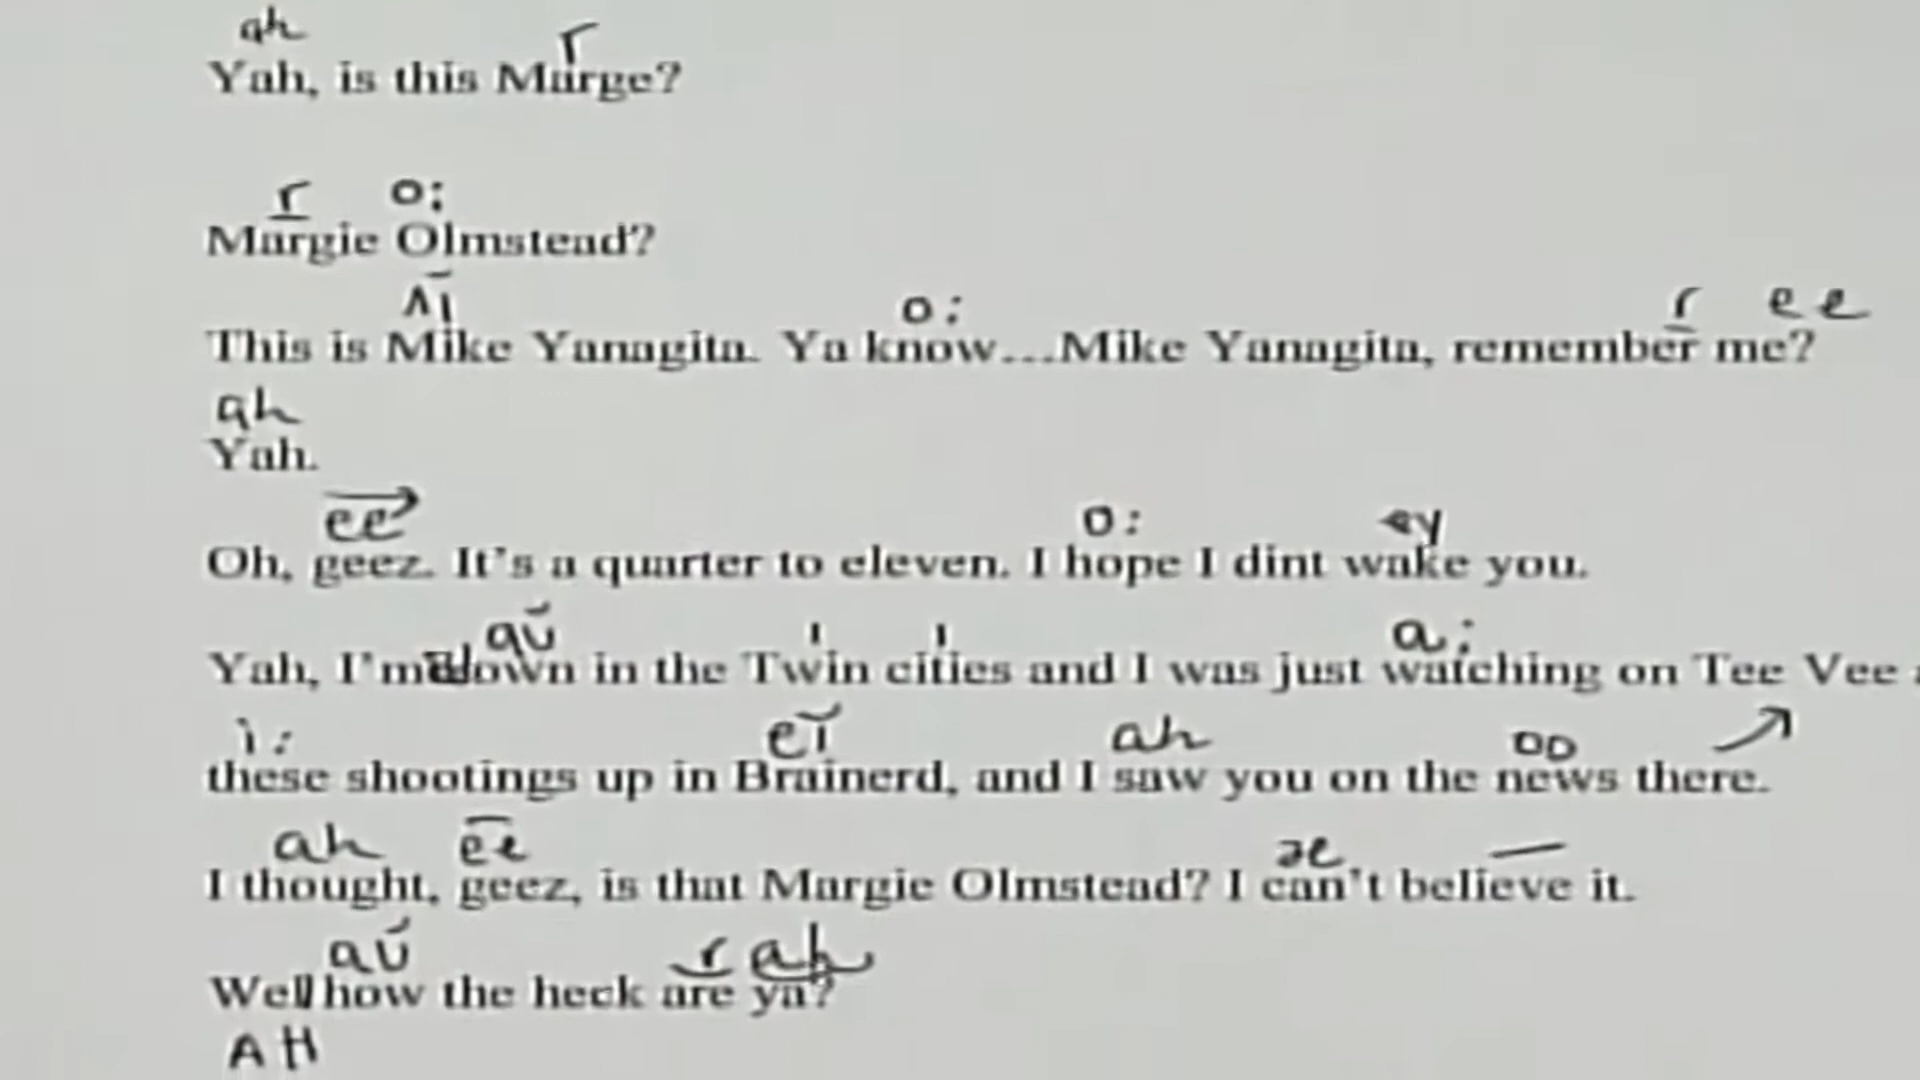 ah r
Yah, is this Marge?
r o:
Margie Olmstead?
ʌi o: r ee
This is Mike Yanagita. Ya know...Mike Yanagita, remember me?
ah
Yah.
ee o: ey
Oh, geez. It's a quarter to eleven. I hope I dint wake you.
aʊ ı ı a:
Yah, I'm down in the Twin cities and I was just watching on Tee Vee
i: eɪ ah oo
these shootings up in Brainerd, and I saw you on the news there.
ah ee æ
I thought, geez, is that Margie Olmstead? I can't believe it.
aʊ r ah
Well how the heck are ya?
AH